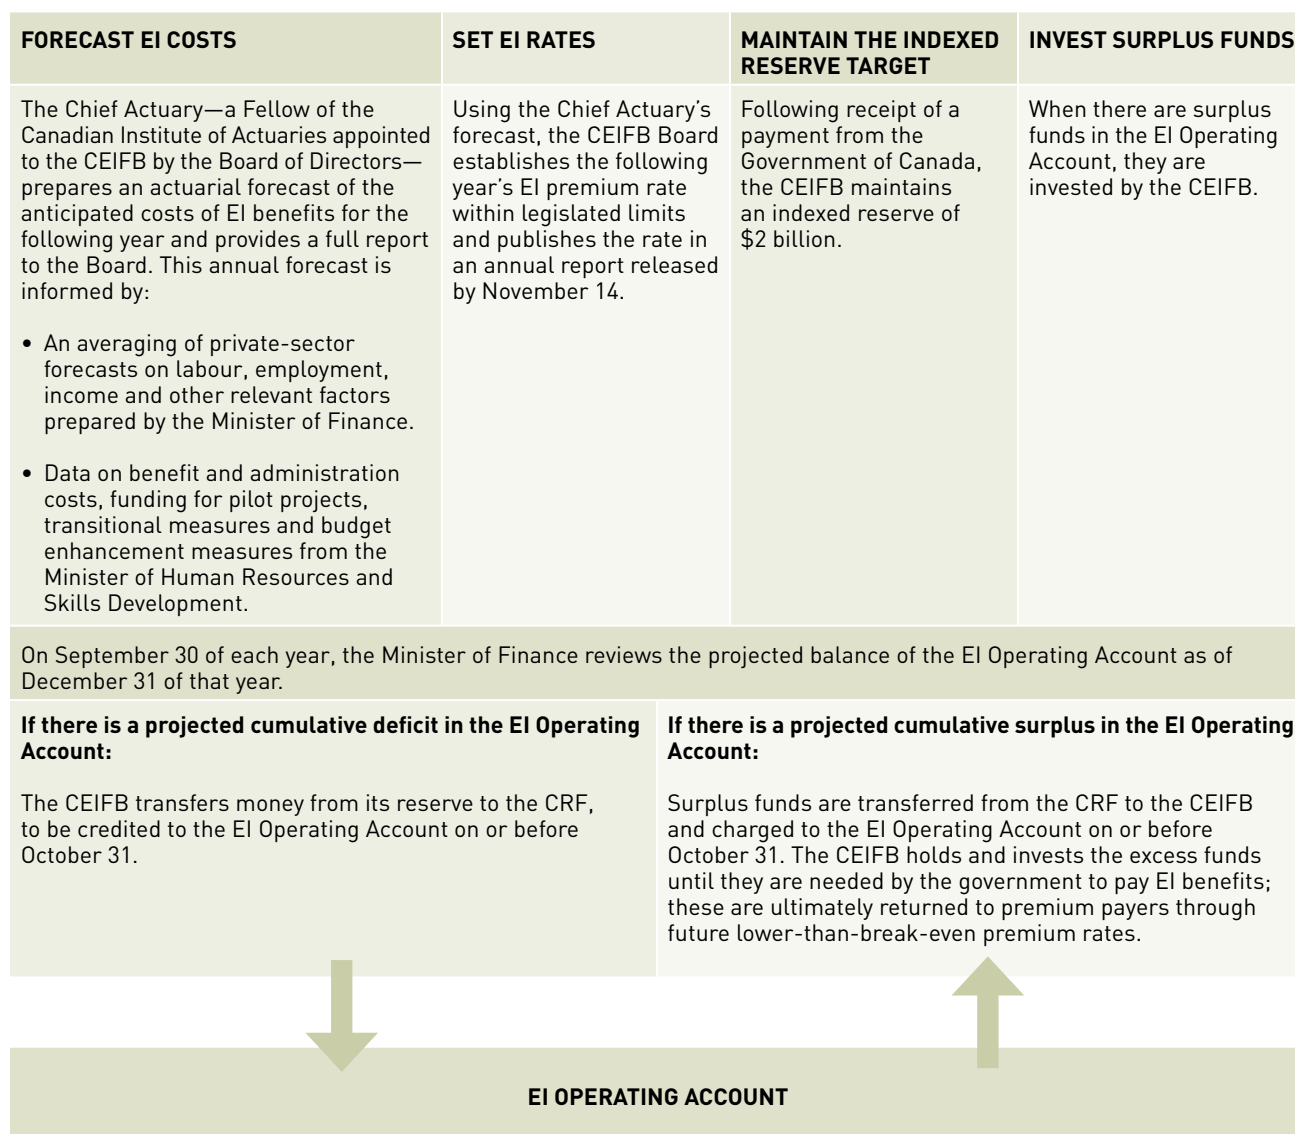 FORECAST EI COSTS
The Chief Actuary—a Fellow of the
Canadian Institute of Actuaries appointed
to the CEIFB by the Board of Directors—
prepares an actuarial forecast of the
anticipated costs of EI benefits for the
following year and provides a full report
to the Board. This annual forecast is
informed by:
• An averaging of private-sector
forecasts on labour, employment,
income and other relevant factors
prepared by the Minister of Finance.
• Data on benefit and administration
costs, funding for pilot projects,
transitional measures and budget
enhancement measures from the
Minister of Human Resources and
Skills Development.
SET EI RATES
Using the Chief Actuary’s
forecast, the CEIFB Board
establishes the following
year’s EI premium rate
within legislated limits
and publishes the rate in
an annual report released
by November 14.
MAINTAIN THE INDEXED
RESERVE TARGET
Following receipt of a
payment from the
Government of Canada,
the CEIFB maintains
an indexed reserve of
$2 billion.
INVEST SURPLUS FUNDS
When there are surplus
funds in the EI Operating
Account, they are
invested by the CEIFB.
On September 30 of each year, the Minister of Finance reviews the projected balance of the EI Operating Account as of
December 31 of that year.
If there is a projected cumulative deficit in the EI Operating
Account:
The CEIFB transfers money from its reserve to the CRF,
to be credited to the EI Operating Account on or before
October 31.
If there is a projected cumulative surplus in the EI Operating
Account:
Surplus funds are transferred from the CRF to the CEIFB
and charged to the EI Operating Account on or before
October 31. The CEIFB holds and invests the excess funds
until they are needed by the government to pay EI benefits;
these are ultimately returned to premium payers through
future lower-than-break-even premium rates.
EI OPERATING ACCOUNT